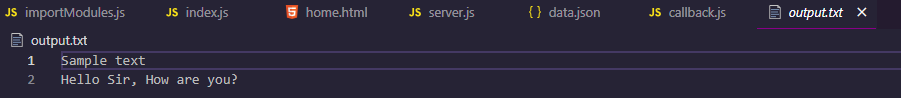 JS importModules.js JS index.js home.html JS server.js { } data.json JS callback.js output.txt
output.txt
1 Sample text
2 Hello Sir, How are you?